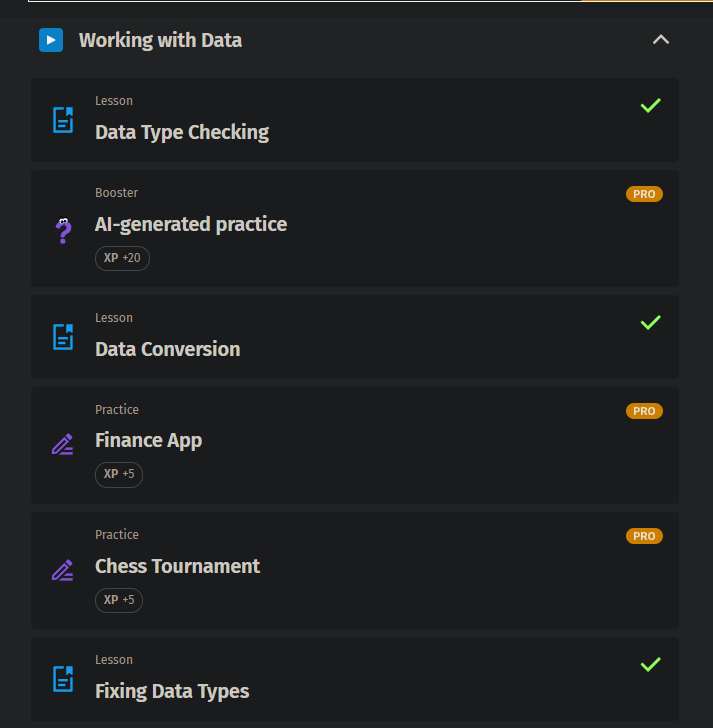 Working with Data
Lesson
Data Type Checking
Booster
PRO
AI-generated practice
XP +20
Lesson
Data Conversion
Practice
PRO
Finance App
XP +5
Practice
PRO
Chess Tournament
XP +5
Lesson
Fixing Data Types